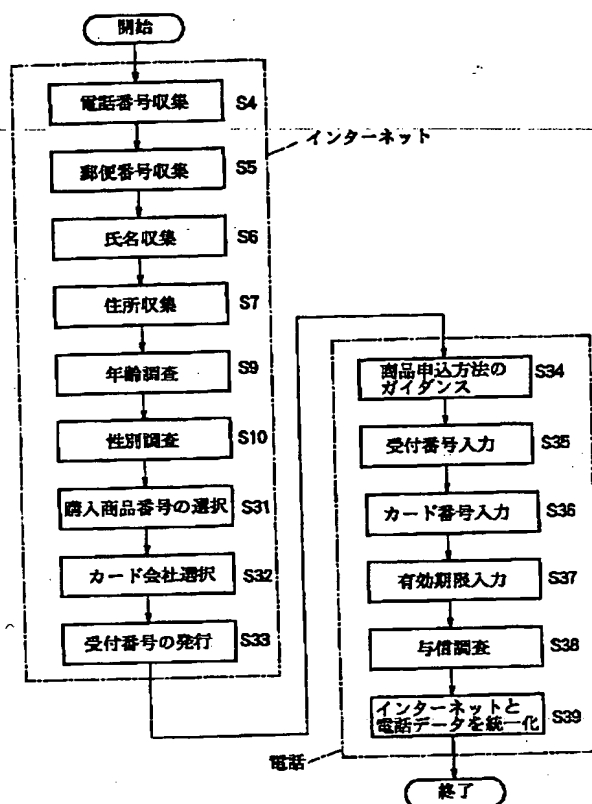 開始
電話番号収集 S4
インターネット
郵便番号収集 S5
氏名収集 S6
住所収集 S7
年齢調査 S9
性別調査 S10
購入商品番号の選択 S31
カード会社選択 S32
受付番号の発行 S33
商品申込方法の
ガイダンス S34
受付番号入力 S35
カード番号入力 S36
有効期限入力 S37
与信調査 S38
インターネットと
電話データを統一化 S39
電話
終了